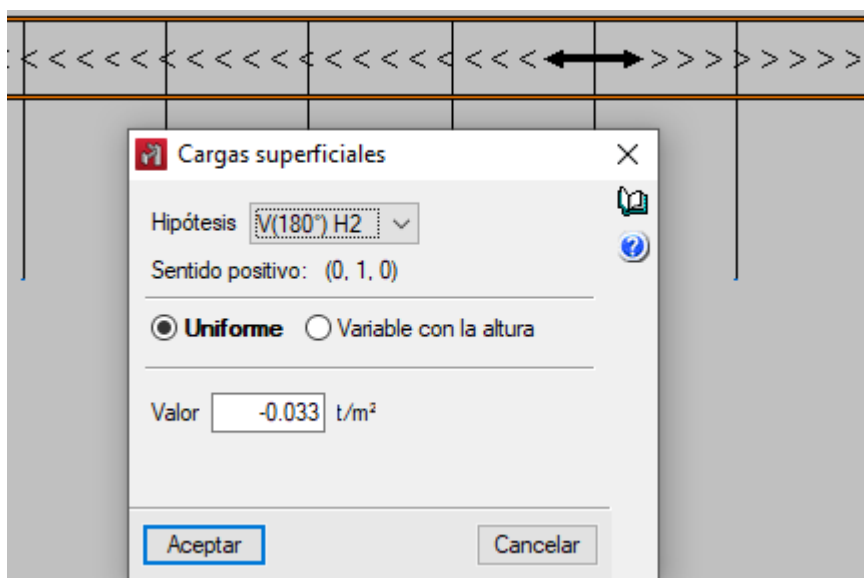 Cargas superficiales
Hipótesis V(180°) H2
Sentido positivo: (0, 1, 0)
Uniforme Variable con la altura
Valor -0.033 t/m²
Aceptar Cancelar